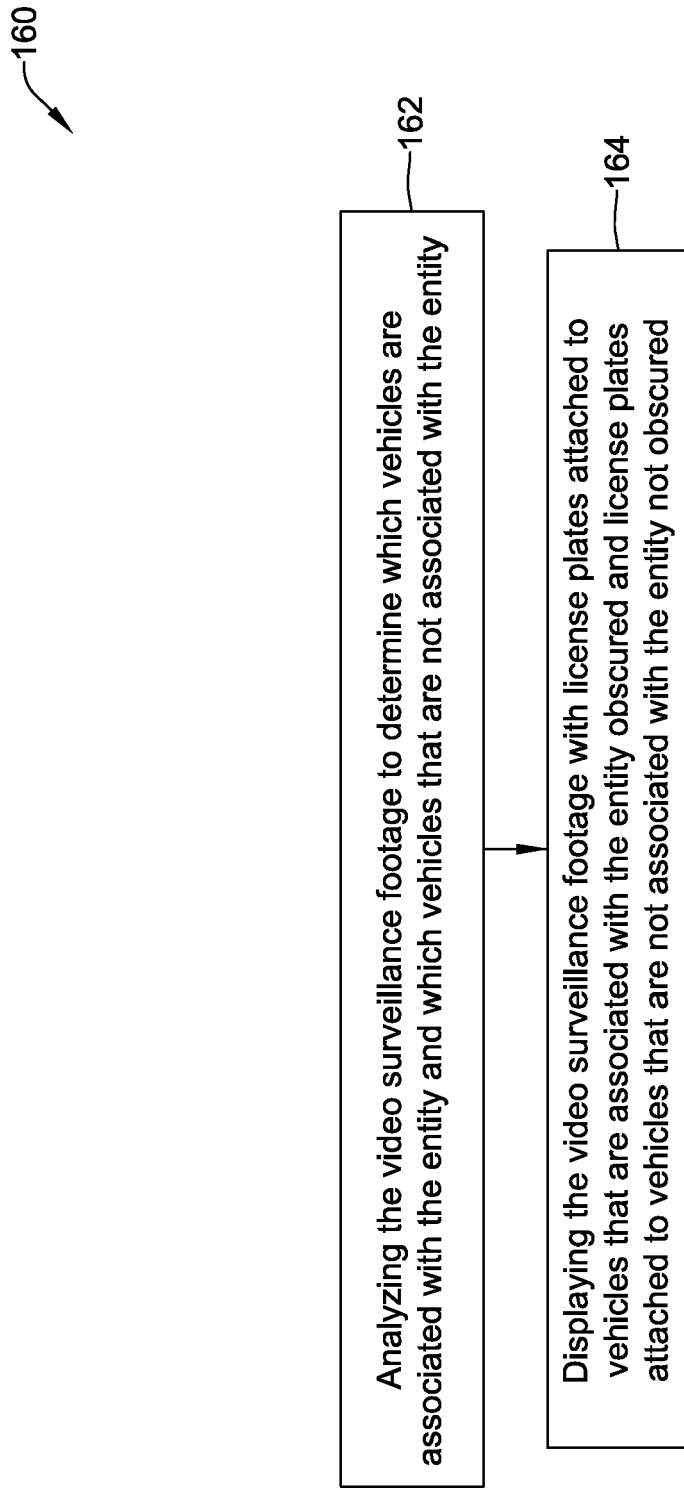 160
162
Analyzing the video surveillance footage to determine which vehicles are
associated with the entity and which vehicles that are not associated with the entity
164
Displaying the video surveillance footage with license plates attached to
vehicles that are associated with the entity obscured and license plates
attached to vehicles that are not associated with the entity not obscured